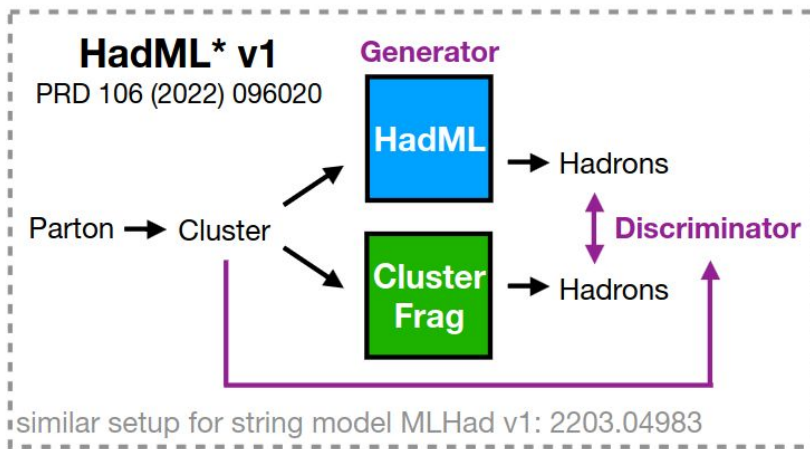 HadML* v1
PRD 106 (2022) 096020
Generator
HadML
Hadrons
Parton
Cluster
Discriminator
Cluster
Frag
Hadrons
similar setup for string model MLHad v1: 2203.04983